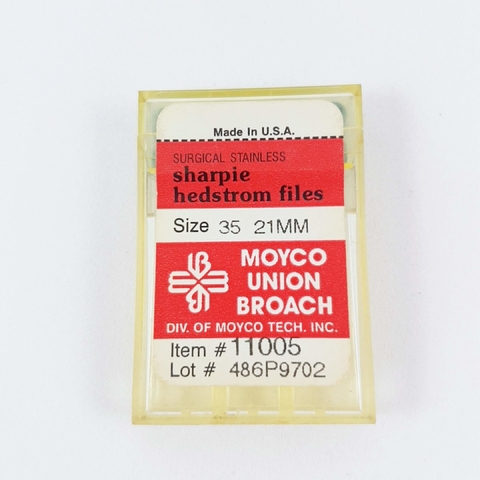 Made In U.S.A.
SURGICAL STAINLESS
sharpie
hedstrom files
Size 35 21MM
MOYCO
UNION
BROACH
DIV. OF MOYCO TECH. INC.
Item # 11005
Lot # 486P9702